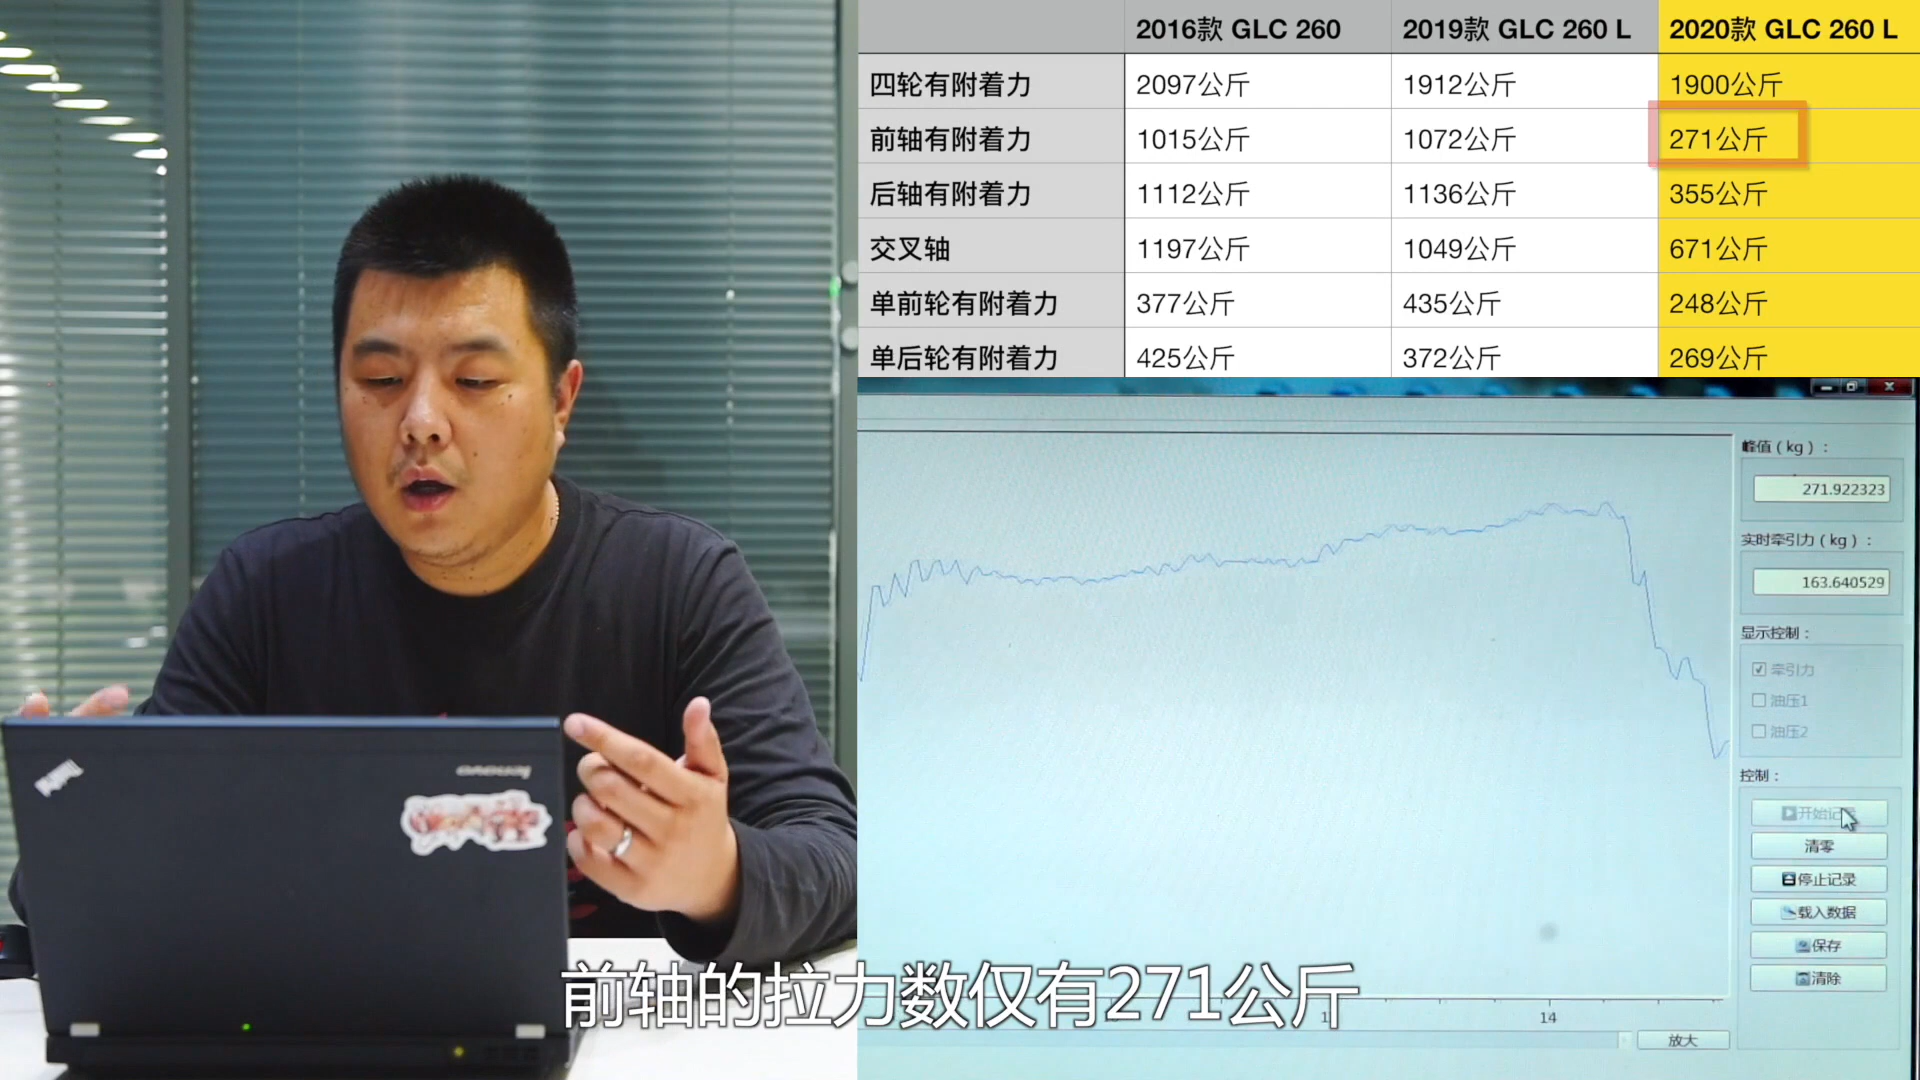 2016款 GLC 260 2019款 GLC 260 L 2020款 GLC 260 L
四轮有附着力 2097公斤 1912公斤 1900公斤
前轴有附着力 1015公斤 1072公斤 271公斤
后轴有附着力 1112公斤 1136公斤 355公斤
交叉轴 1197公斤 1049公斤 671公斤
单前轮有附着力 377公斤 435公斤 248公斤
单后轮有附着力 425公斤 372公斤 269公斤
峰值（kg）：
271.922323
实时牵引力（kg）：
163.640529
显示控制：
牵引力
油压1
油压2
控制：
清零
停止记录
载入数据
保存
清除
14
放大
lenovo
前轴的拉力数仅有271公斤